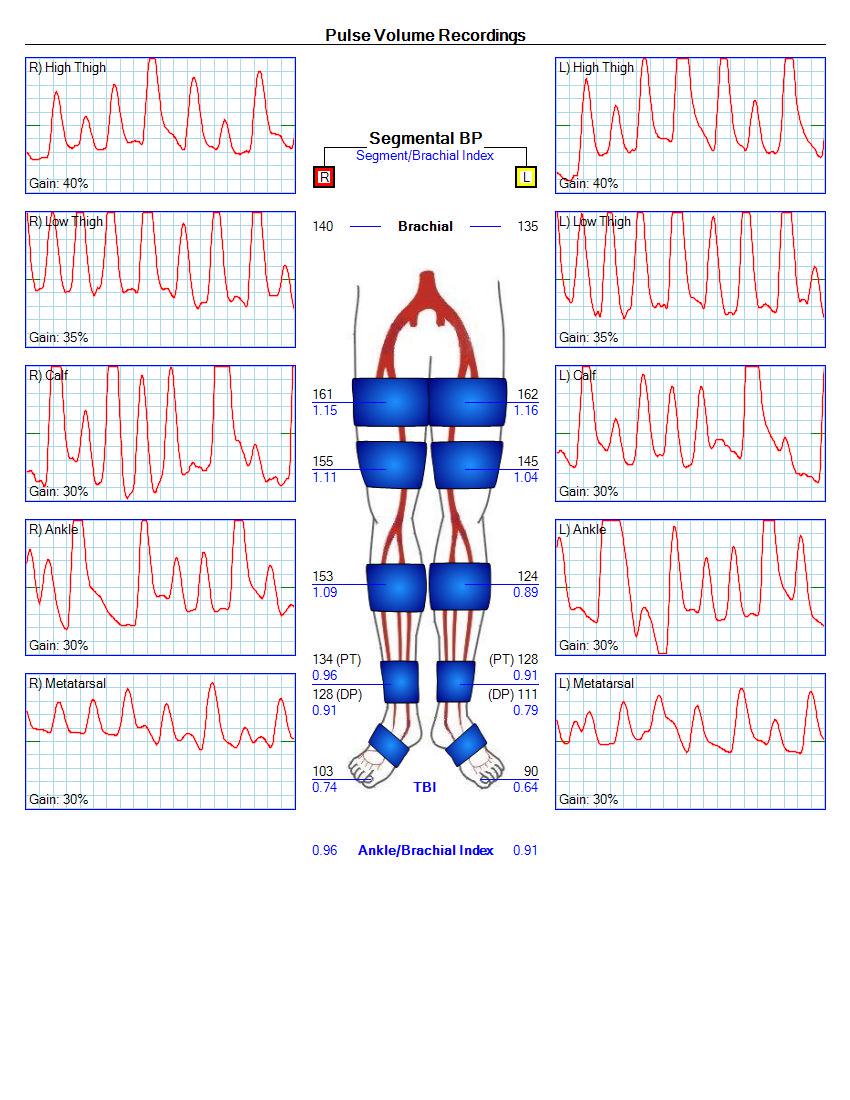 Pulse Volume Recordings
R) High Thigh
Gain: 40%
L) High Thigh
Gain: 40%
Segmental BP
Segment/Brachial Index
R
L
140 Brachial 135
R) Low Thigh
Gain: 35%
L) Low Thigh
Gain: 35%
R) Calf
Gain: 30%
161
1.15
162
1.16
155
1.11
145
1.04
L) Calf
Gain: 30%
R) Ankle
Gain: 30%
153
1.09
124
0.89
L) Ankle
Gain: 30%
134 (PT)
0.96
128 (DP)
0.91
(PT) 128
0.91
(DP) 111
0.79
R) Metatarsal
Gain: 30%
103
0.74
TBI
90
0.64
L) Metatarsal
Gain: 30%
0.96 Ankle/Brachial Index 0.91